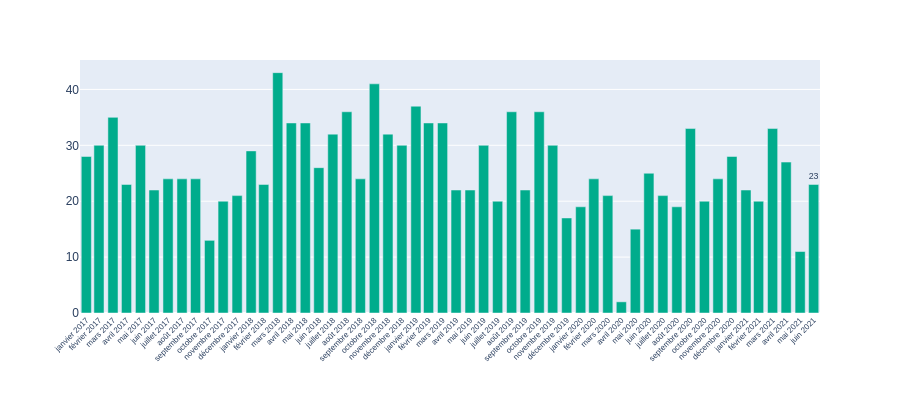 40
30
20
10
0
23
janvier 2017
février 2017
mars 2017
avril 2017
mai 2017
juin 2017
juillet 2017
août 2017
septembre 2017
octobre 2017
novembre 2017
décembre 2017
janvier 2018
février 2018
mars 2018
avril 2018
mai 2018
juin 2018
juillet 2018
août 2018
septembre 2018
octobre 2018
novembre 2018
décembre 2018
janvier 2019
février 2019
mars 2019
avril 2019
mai 2019
juin 2019
juillet 2019
août 2019
septembre 2019
octobre 2019
novembre 2019
décembre 2019
janvier 2020
février 2020
mars 2020
avril 2020
mai 2020
juin 2020
juillet 2020
août 2020
septembre 2020
octobre 2020
novembre 2020
décembre 2020
janvier 2021
février 2021
mars 2021
avril 2021
mai 2021
juin 2021